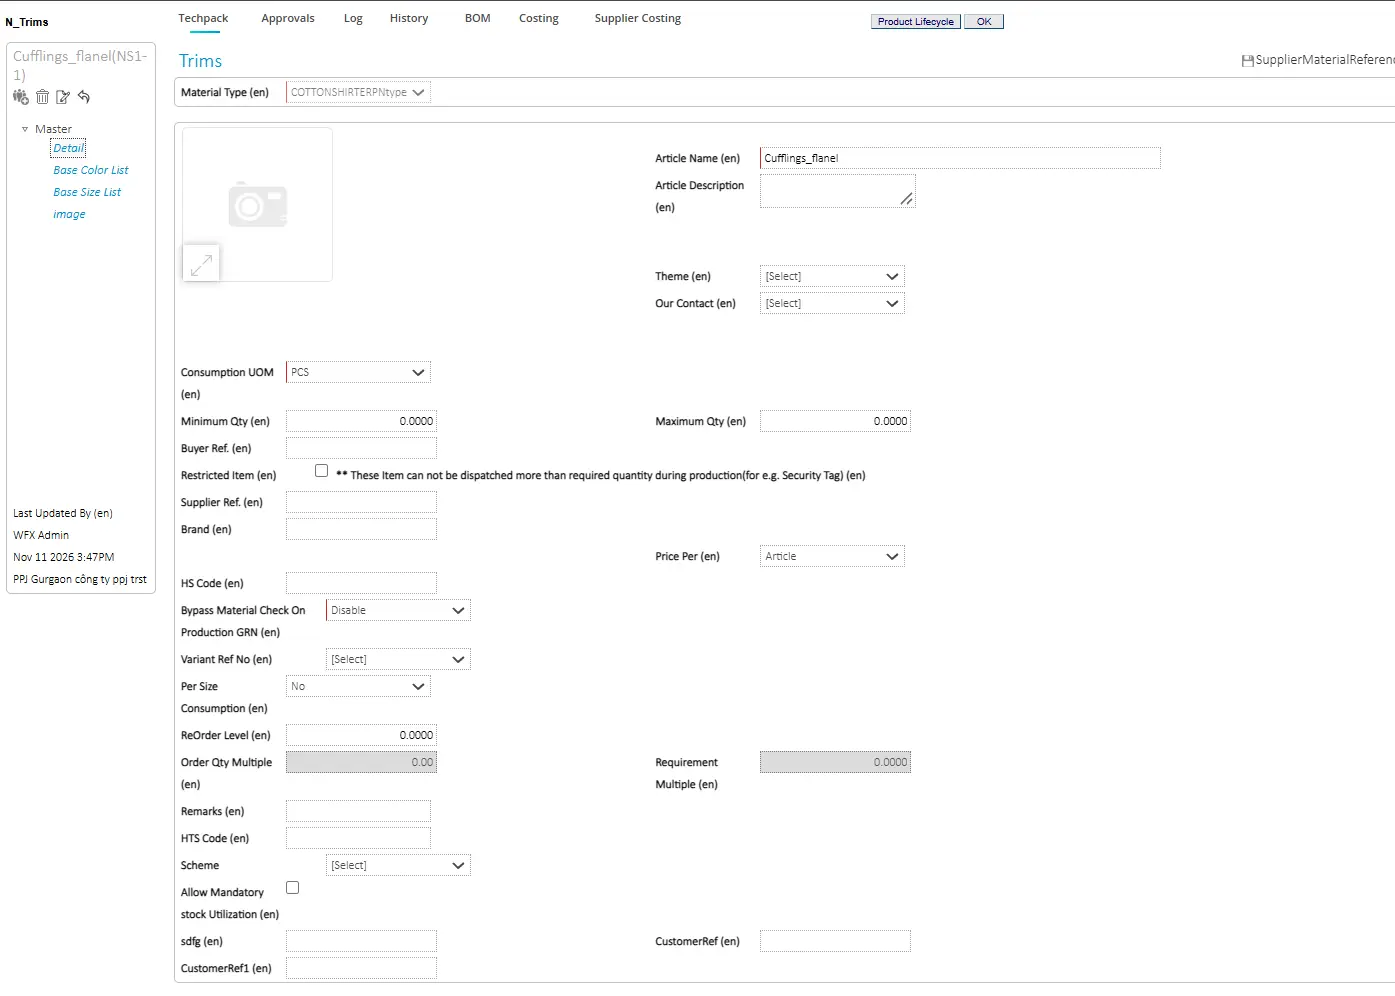 N_Trims
Techpack Approvals Log History BOM Costing Supplier Costing
Product Lifecycle OK
Cufflings_flanel(NS1-
1)
Master
Detail
Base Color List
Base Size List
image
Last Updated By (en)
WFX Admin
Nov 11 2026 3:47PM
PPJ Gurgaon công ty ppj trst
Trims
SupplierMaterialReferenc
Material Type (en) COTTONSHIRTERPNtype
Article Name (en) Cufflings_flanel
Article Description
(en)
Theme (en) [Select]
Our Contact (en) [Select]
Consumption UOM PCS
(en)
Minimum Qty (en) 0.0000 Maximum Qty (en) 0.0000
Buyer Ref. (en)
Restricted Item (en) ** These Item can not be dispatched more than required quantity during production(for e.g. Security Tag) (en)
Supplier Ref. (en)
Brand (en)
Price Per (en) Article
HS Code (en)
Bypass Material Check On Disable
Production GRN (en)
Variant Ref No (en) [Select]
Per Size No
Consumption (en)
ReOrder Level (en) 0.0000
Order Qty Multiple 0.00 Requirement 0.0000
(en) Multiple (en)
Remarks (en)
HTS Code (en)
Scheme [Select]
Allow Mandatory
stock Utilization (en)
sdfg (en) CustomerRef (en)
CustomerRef1 (en)